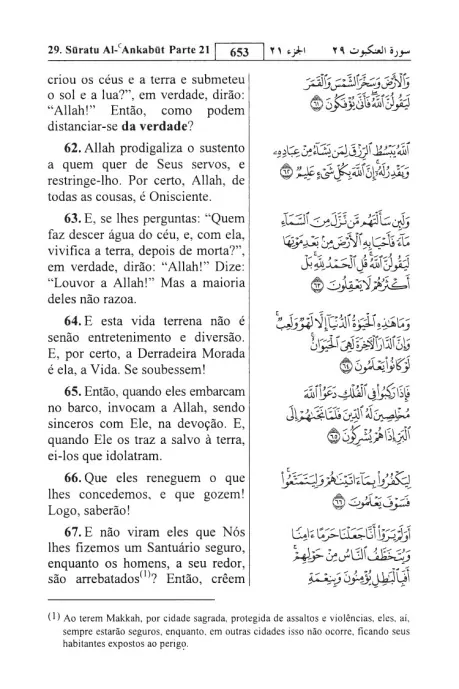 29. Sūratu Al-ᶜAnkabūt Parte 21
653
الجزء ٢١
سورة العنكبوت ٢٩
criou os céus e a terra e submeteu
o sol e a lua?”, em verdade, dirão:
“Allah!” Então, como podem
distanciar-se da verdade?
62. Allah prodigaliza o sustento
a quem quer de Seus servos, e
restringe-lho. Por certo, Allah, de
todas as cousas, é Onisciente.
63. E, se lhes perguntas: “Quem
faz descer água do céu, e, com ela,
vivifica a terra, depois de morta?”,
em verdade, dirão: “Allah!” Dize:
“Louvor a Allah!” Mas a maioria
deles não razoa.
64. E esta vida terrena não é
senão entretenimento e diversão.
E, por certo, a Derradeira Morada
é ela, a Vida. Se soubessem!
65. Então, quando eles embarcam
no barco, invocam a Allah, sendo
sinceros com Ele, na devoção. E,
quando Ele os traz a salvo à terra,
ei-los que idolatram.
66. Que eles reneguem o que
lhes concedemos, e que gozem!
Logo, saberão!
67. E não viram eles que Nós
lhes fizemos um Santuário seguro,
enquanto os homens, a seu redor,
são arrebatados(1)? Então, crêem
وَالْأَرْضَ وَسَخَّرَ الشَّمْسَ وَالْقَمَرَ
لَيَقُولُنَّ اللَّهُ فَأَنَّىٰ يُؤْفَكُونَ ۝٦١
اللَّهُ يَبْسُطُ الرِّزْقَ لِمَن يَشَاءُ مِنْ عِبَادِهِ
وَيَقْدِرُ لَهُ إِنَّ اللَّهَ بِكُلِّ شَيْءٍ عَلِيمٌ ۝٦٢
وَلَئِن سَأَلْتَهُم مَّن نَّزَّلَ مِنَ السَّمَاءِ
مَاءً فَأَحْيَا بِهِ الْأَرْضَ مِن بَعْدِ مَوْتِهَا
لَيَقُولُنَّ اللَّهُ قُلِ الْحَمْدُ لِلَّهِ بَلْ
أَكْثَرُهُمْ لَا يَعْقِلُونَ ۝٦٣
وَمَا هَٰذِهِ الْحَيَوٰةُ الدُّنْيَا إِلَّا لَهْوٌ وَلَعِبٌ
وَإِنَّ الدَّارَ الْآخِرَةَ لَهِيَ الْحَيَوَانُ
لَوْ كَانُوا يَعْلَمُونَ ۝٦٤
فَإِذَا رَكِبُوا فِي الْفُلْكِ دَعَوُا اللَّهَ
مُخْلِصِينَ لَهُ الدِّينَ فَلَمَّا نَجَّىٰهُمْ إِلَى
الْبَرِّ إِذَا هُمْ يُشْرِكُونَ ۝٦٥
لِيَكْفُرُوا بِمَا ءَاتَيْنَٰهُمْ وَلِيَتَمَتَّعُوا
فَسَوْفَ يَعْلَمُونَ ۝٦٦
أَوَلَمْ يَرَوْا أَنَّا جَعَلْنَا حَرَمًا ءَامِنًا
وَيُتَخَطَّفُ النَّاسُ مِنْ حَوْلِهِمْ
أَفَبِالْبَٰطِلِ يُؤْمِنُونَ وَبِنِعْمَةِ
(1) Ao terem Makkah, por cidade sagrada, protegida de assaltos e violências, eles, aí,
sempre estarão seguros, enquanto, em outras cidades isso não ocorre, ficando seus
habitantes expostos ao perigo.